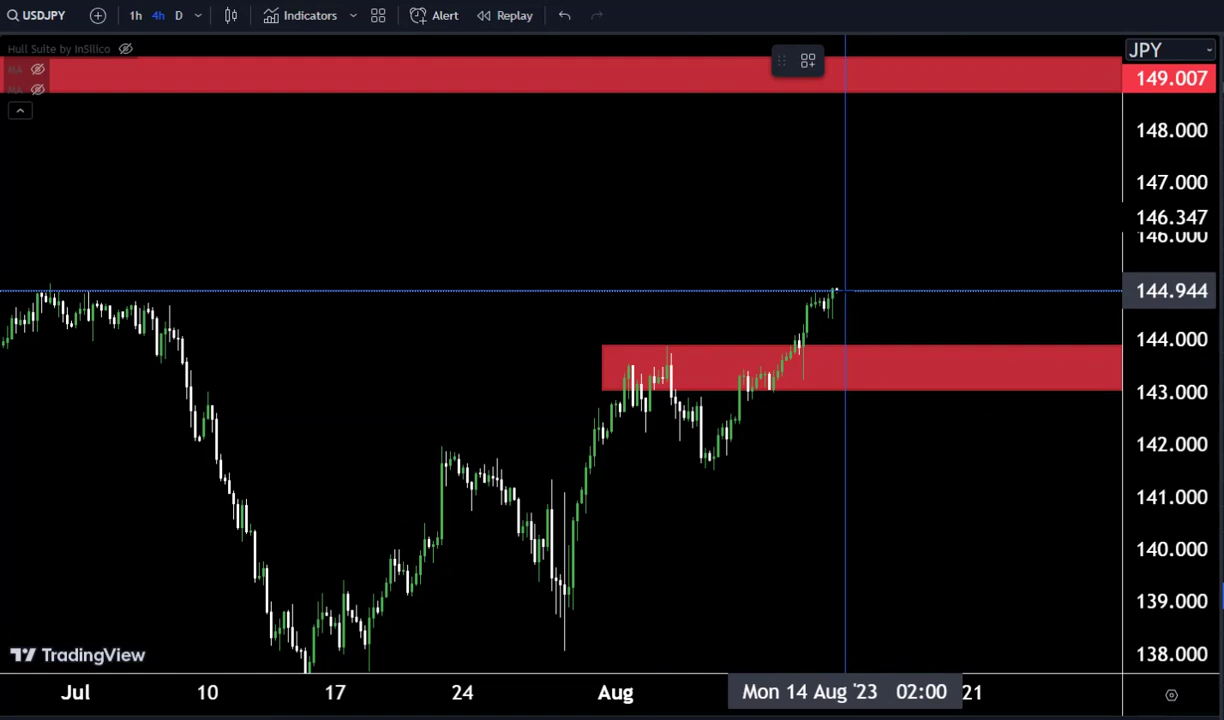 USDJPY 1h 4h D Indicators Alert Replay
Hull Suite by InSilico
MA
MA
JPY
149.007
148.000
147.000
146.347
146.000
144.944
144.000
143.000
142.000
141.000
140.000
139.000
138.000
TradingView
Jul 10 17 24 Aug Mon 14 Aug '23 02:00 21